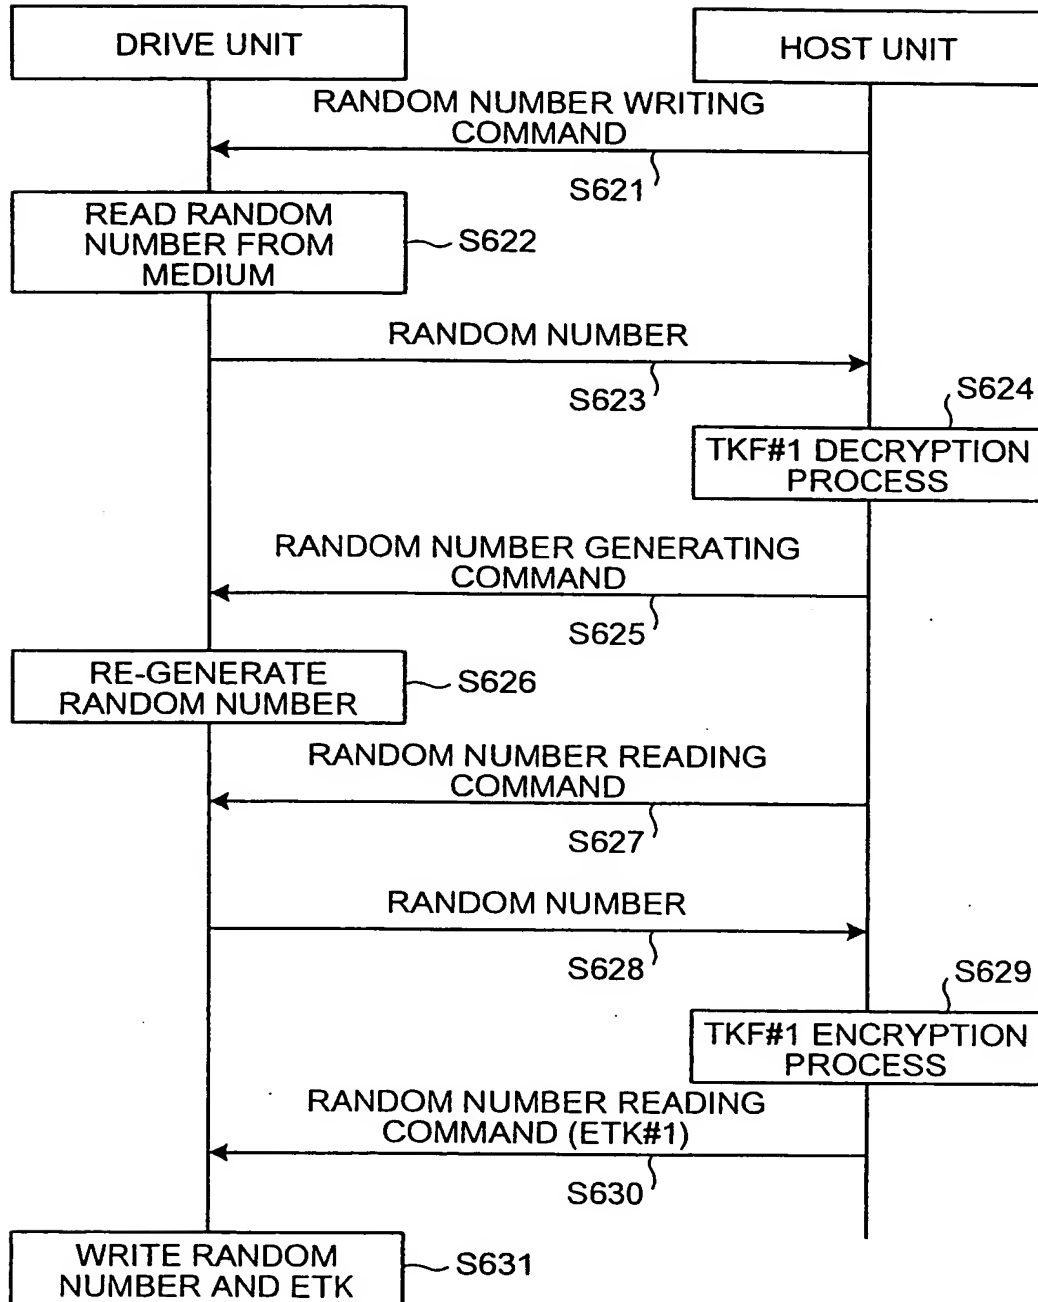 DRIVE UNIT
HOST UNIT
RANDOM NUMBER WRITING
COMMAND
S621
READ RANDOM
NUMBER FROM
MEDIUM
S622
RANDOM NUMBER
S623
S624
TKF#1 DECRYPTION
PROCESS
RANDOM NUMBER GENERATING
COMMAND
S625
RE-GENERATE
RANDOM NUMBER
S626
RANDOM NUMBER READING
COMMAND
S627
RANDOM NUMBER
S628
S629
TKF#1 ENCRYPTION
PROCESS
RANDOM NUMBER READING
COMMAND (ETK#1)
S630
WRITE RANDOM
NUMBER AND ETK
S631